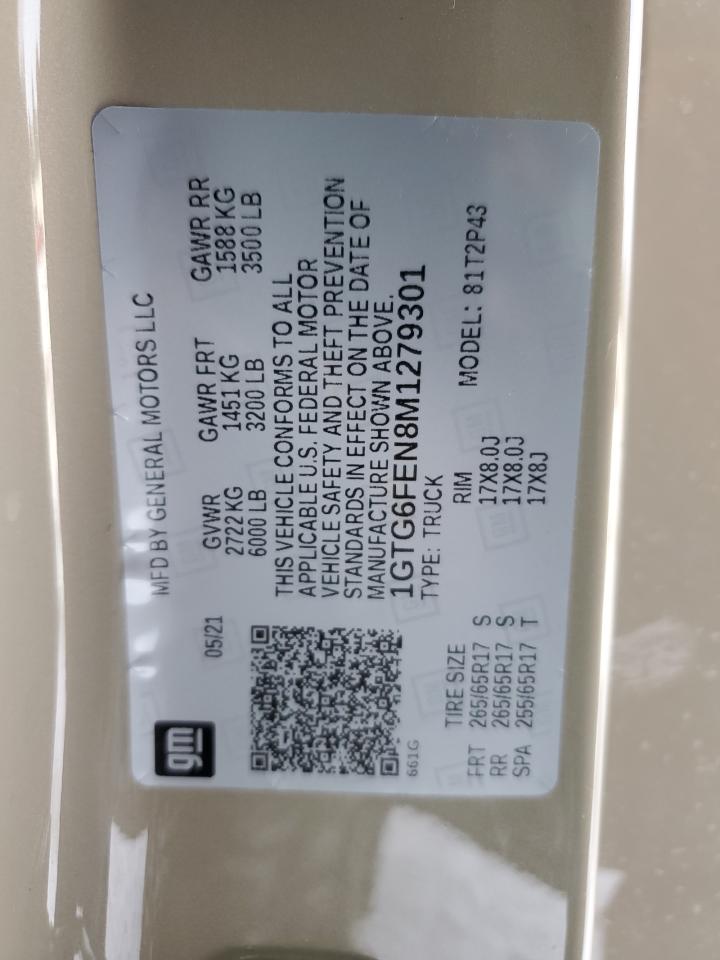 gm
05/21
MFD BY GENERAL MOTORS LLC
GVWR GAWR FRT GAWR RR
2722 KG 1451 KG 1588 KG
6000 LB 3200 LB 3500 LB
THIS VEHICLE CONFORMS TO ALL
APPLICABLE U.S. FEDERAL MOTOR
VEHICLE SAFETY AND THEFT PREVENTION
STANDARDS IN EFFECT ON THE DATE OF
MANUFACTURE SHOWN ABOVE.
1GTG6FEN8M1279301
661G
TYPE: TRUCK
MODEL: 81T2P43
TIRE SIZE RIM
FRT 265/65R17 S 17X8.0J
RR 265/65R17 S 17X8.0J
SPA 255/65R17 T 17X8J